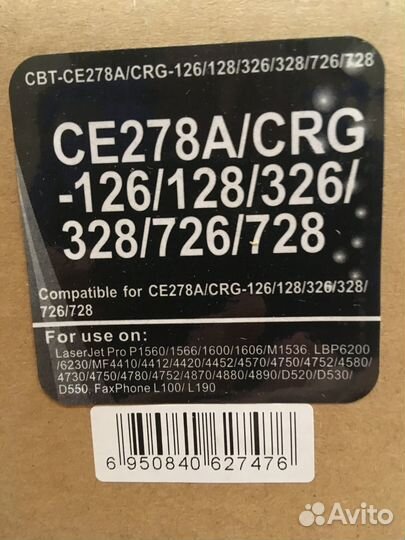 CBT-CE278A/CRG-126/128/326/328/726/728
CE278A/CRG
-126/128/326/
328/726/728
Compatible for CE278A/CRG-126/128/326/328/
726/728
For use on:
LaserJet Pro P1560/1566/1600/1606/M1536, LBP6200
/6230/MF4410/4412/4420/4452/4570/4750/4752/4580/
4730/4750/4780/4752/4870/4880/4890/D520/D530/
D550, FaxPhone L100/ L190
6 950840 627476
Avito